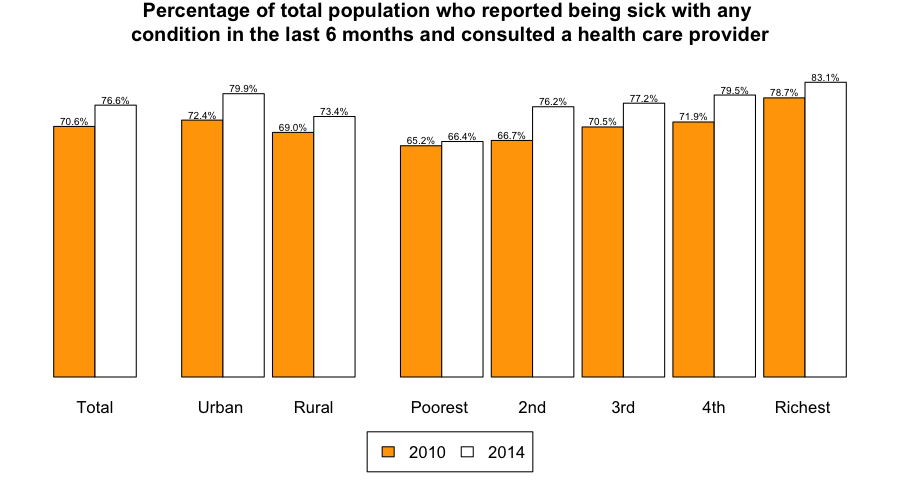 Percentage of total population who reported being sick with any
condition in the last 6 months and consulted a health care provider
70.6% 76.6% 72.4% 79.9% 69.0% 73.4% 65.2% 66.4% 66.7% 76.2% 70.5% 77.2% 71.9% 79.5% 78.7% 83.1%
Total Urban Rural Poorest 2nd 3rd 4th Richest
2010 2014